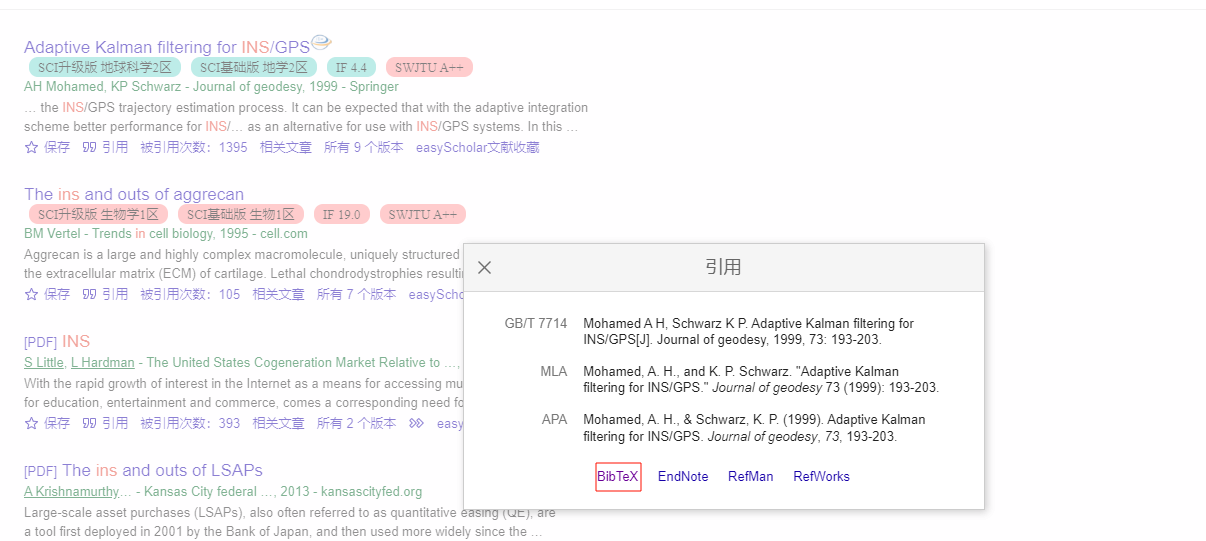 Adaptive Kalman filtering for INS/GPS
SCI升级版 地球科学2区 SCI基础版 地学2区 IF 4.4 SWJTU A++
AH Mohamed, KP Schwarz - Journal of geodesy, 1999 - Springer
... the INS/GPS trajectory estimation process. It can be expected that with the adaptive integration
scheme better performance for INS/... as an alternative for use with INS/GPS systems. In this ...
保存 引用 被引用次数：1395 相关文章 所有 9 个版本 easyScholar文献收藏
The ins and outs of aggrecan
SCI升级版 生物学1区 SCI基础版 生物1区 IF 19.0 SWJTU A++
BM Vertel - Trends in cell biology, 1995 - cell.com
Aggrecan is a large and highly complex macromolecule, uniquely structured
the extracellular matrix (ECM) of cartilage. Lethal chondrodystrophies
保存 引用 被引用次数：105 相关文章 所有 7 个版本
[PDF] INS
S Little, L Hardman - The United States Cogeneration Market Relative to ...,
With the rapid growth of interest in the Internet as a means for accessing
for education, entertainment and commerce, comes a corresponding need
保存 引用 被引用次数：393 相关文章 所有 2 个版本
[PDF] The ins and outs of LSAPs
A Krishnamurthy... - Kansas City federal ..., 2013 - kansascityfed.org
Large-scale asset purchases (LSAPs), also often referred to as quantitative easing (QE), are
a tool first deployed in 2001 by the Bank of Japan, and then used more widely since the ...
引用
GB/T 7714 Mohamed A H, Schwarz K P. Adaptive Kalman filtering for
INS/GPS[J]. Journal of geodesy, 1999, 73: 193-203.
MLA Mohamed, A. H., and K. P. Schwarz. "Adaptive Kalman
filtering for INS/GPS." Journal of geodesy 73 (1999): 193-203.
APA Mohamed, A. H., & Schwarz, K. P. (1999). Adaptive Kalman
filtering for INS/GPS. Journal of geodesy, 73, 193-203.
BibTeX EndNote RefMan RefWorks